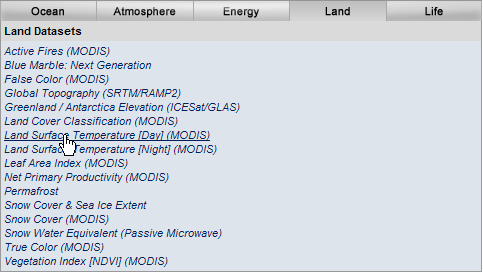 Ocean Atmosphere Energy Land Life
Land Datasets
Active Fires (MODIS)
Blue Marble: Next Generation
False Color (MODIS)
Global Topography (SRTM/RAMP2)
Greenland / Antarctica Elevation (ICESat/GLAS)
Land Cover Classification (MODIS)
Land Surface Temperature [Day] (MODIS)
Land Surface Temperature [Night] (MODIS)
Leaf Area Index (MODIS)
Net Primary Productivity (MODIS)
Permafrost
Snow Cover & Sea Ice Extent
Snow Cover (MODIS)
Snow Water Equivalent (Passive Microwave)
True Color (MODIS)
Vegetation Index [NDVI] (MODIS)